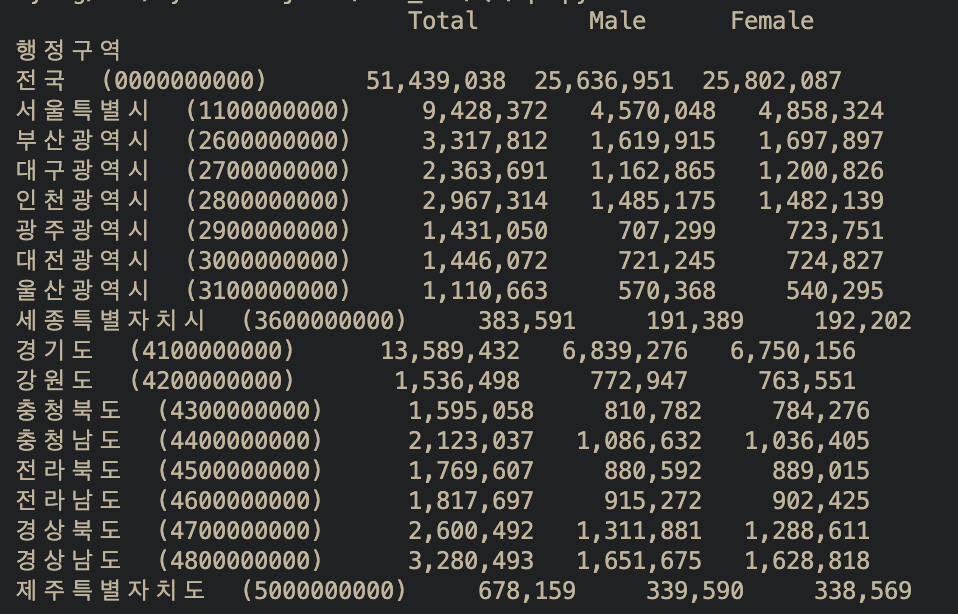 Total Male Female
행정구역
전국 (0000000000) 51,439,038 25,636,951 25,802,087
서울특별시 (1100000000) 9,428,372 4,570,048 4,858,324
부산광역시 (2600000000) 3,317,812 1,619,915 1,697,897
대구광역시 (2700000000) 2,363,691 1,162,865 1,200,826
인천광역시 (2800000000) 2,967,314 1,485,175 1,482,139
광주광역시 (2900000000) 1,431,050 707,299 723,751
대전광역시 (3000000000) 1,446,072 721,245 724,827
울산광역시 (3100000000) 1,110,663 570,368 540,295
세종특별자치시 (3600000000) 383,591 191,389 192,202
경기도 (4100000000) 13,589,432 6,839,276 6,750,156
강원도 (4200000000) 1,536,498 772,947 763,551
충청북도 (4300000000) 1,595,058 810,782 784,276
충청남도 (4400000000) 2,123,037 1,086,632 1,036,405
전라북도 (4500000000) 1,769,607 880,592 889,015
전라남도 (4600000000) 1,817,697 915,272 902,425
경상북도 (4700000000) 2,600,492 1,311,881 1,288,611
경상남도 (4800000000) 3,280,493 1,651,675 1,628,818
제주특별자치도 (5000000000) 678,159 339,590 338,569